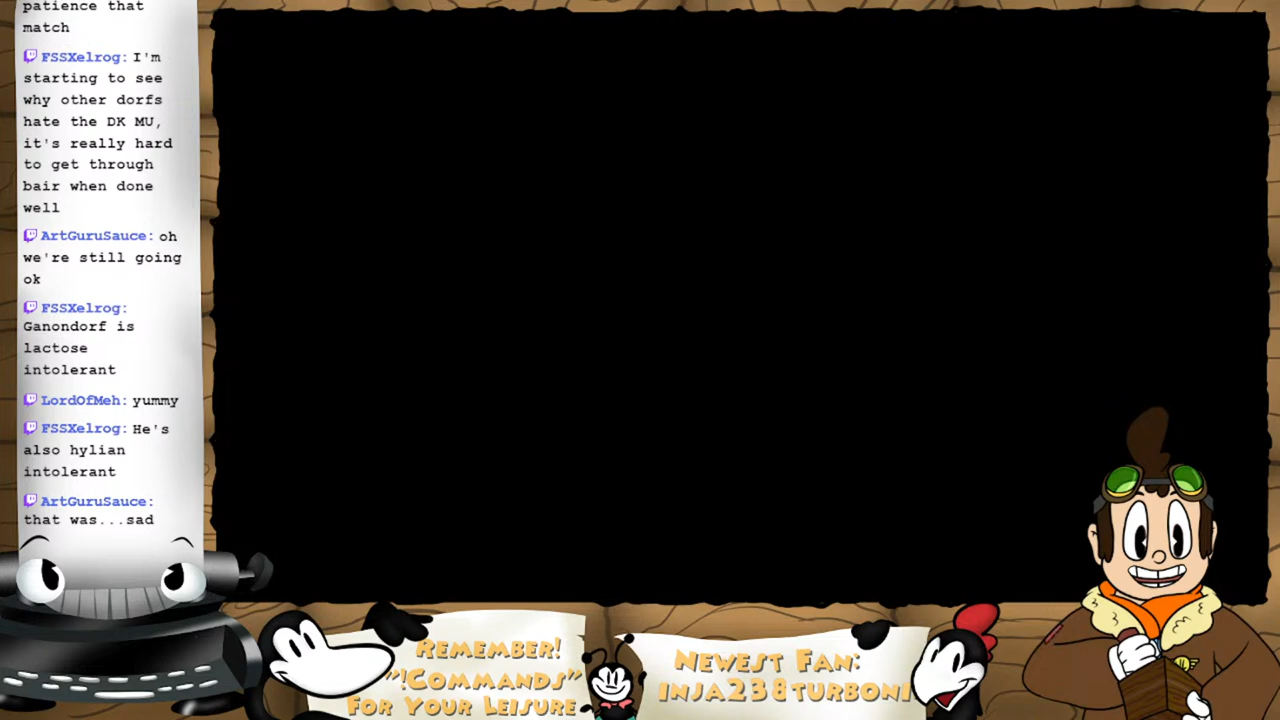 patience that
match
FSSXelrog: I'm
starting to see
why other dorfs
hate the DK MU,
it's really hard
to get through
bair when done
well
ArtGuruSauce: oh
we're still going
ok
FSSXelrog:
Ganondorf is
lactose
intolerant
LordOfMeh: yummy
FSSXelrog: He's
also hylian
intolerant
ArtGuruSauce:
that was...sad
Remember!
"!Commands"
For Your Leisure
Newest Fan:
inja238turboni